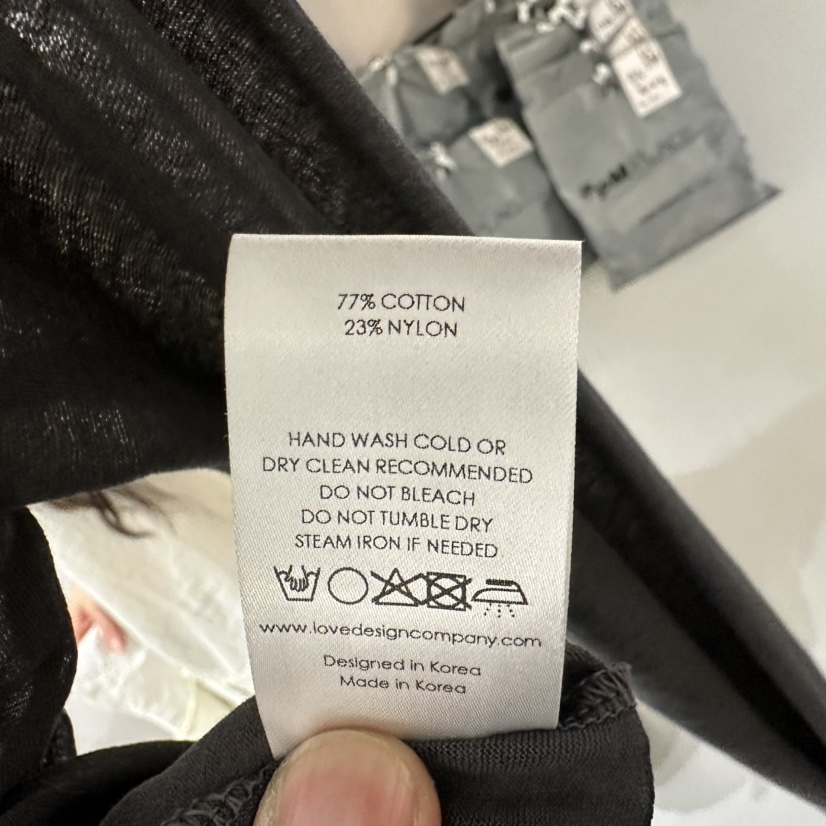 77% COTTON
23% NYLON
HAND WASH COLD OR
DRY CLEAN RECOMMENDED
DO NOT BLEACH
DO NOT TUMBLE DRY
STEAM IRON IF NEEDED
www.lovedesigncompany.com
Designed in Korea
Made in Korea